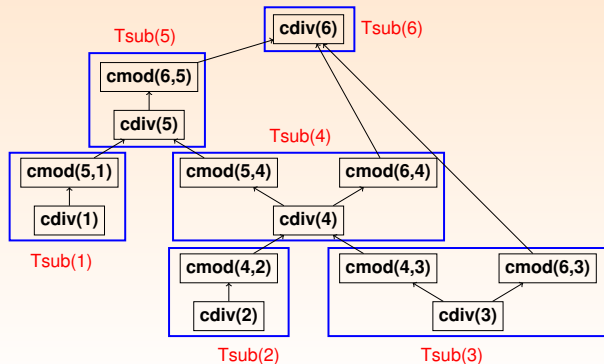 Tsub(5)
cdiv(6)
Tsub(6)
cmod(6,5)
cdiv(5)
Tsub(4)
cmod(5,1)
cmod(5,4)
cmod(6,4)
cdiv(1)
cdiv(4)
Tsub(1)
cmod(4,2)
cmod(4,3)
cmod(6,3)
cdiv(2)
cdiv(3)
Tsub(2)
Tsub(3)